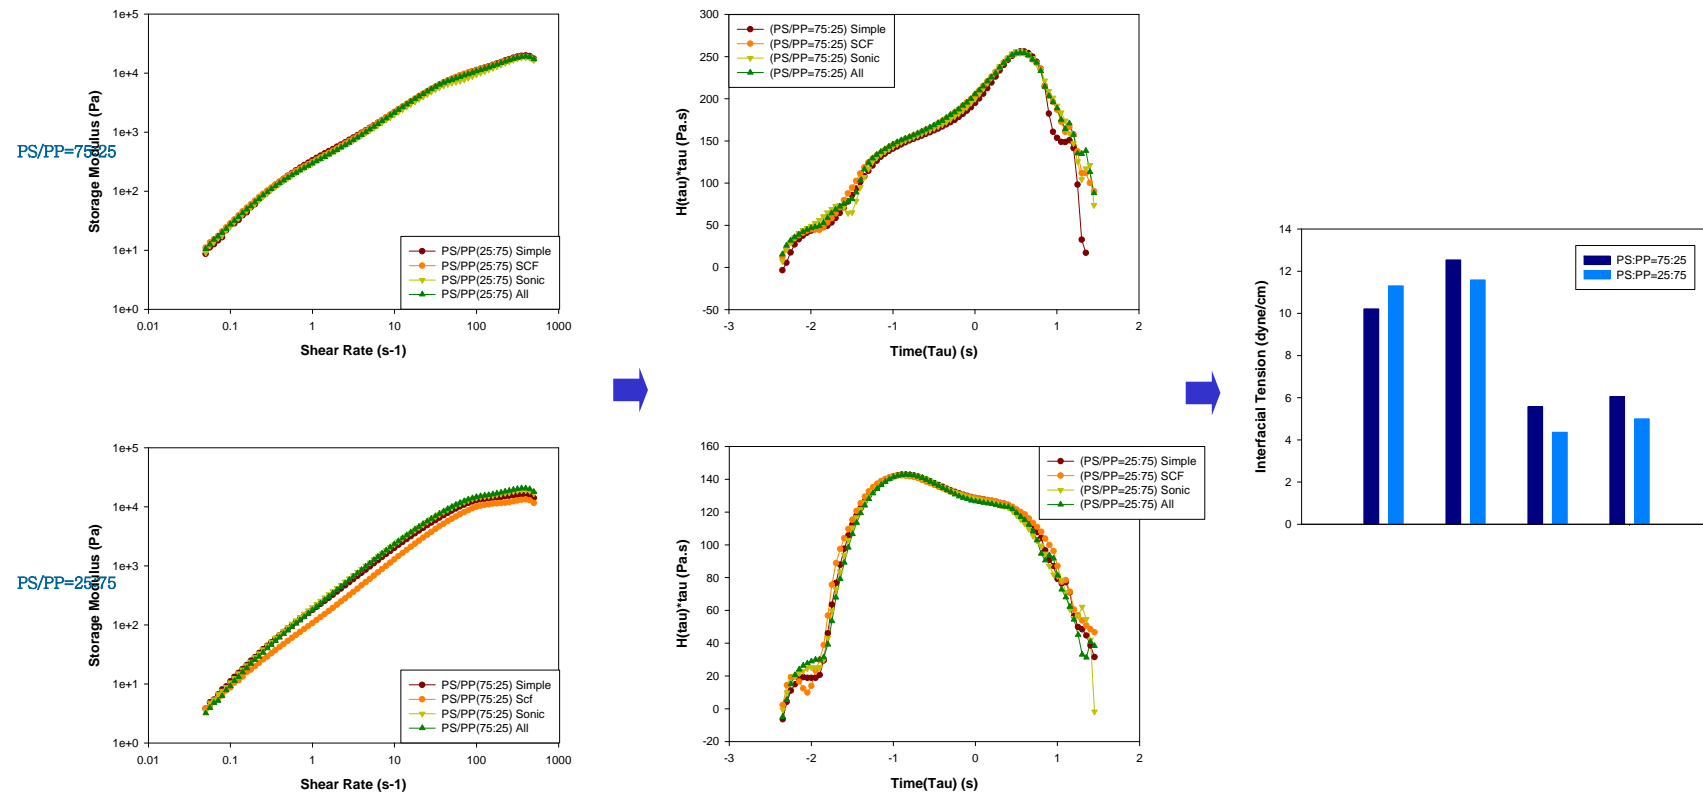 PS/PP=75:25
Storage Modulus (Pa)
1e+5
1e+4
1e+3
1e+2
1e+1
1e+0
0.01
0.1
1
10
100
1000
Shear Rate (s-1)
PS/PP(25:75) Simple
PS/PP(25:75) SCF
PS/PP(25:75) Sonic
PS/PP(25:75) All
H(tau)*tau (Pa.s)
300
250
200
150
100
50
0
-50
-3
-2
-1
0
1
2
Time(Tau) (s)
(PS/PP=75:25) Simple
(PS/PP=75:25) SCF
(PS/PP=75:25) Sonic
(PS/PP=75:25) All
PS/PP=25:75
Storage Modulus (Pa)
1e+5
1e+4
1e+3
1e+2
1e+1
1e+0
0.01
0.1
1
10
100
1000
Shear Rate (s-1)
PS/PP(75:25) Simple
PS/PP(75:25) Scf
PS/PP(75:25) Sonic
PS/PP(75:25) All
H(tau)*tau (Pa.s)
160
140
120
100
80
60
40
20
0
-20
-3
-2
-1
0
1
2
Time(Tau) (s)
(PS/PP=25:75) Simple
(PS/PP=25:75) SCF
(PS/PP=25:75) Sonic
(PS/PP=25:75) All
Interfacial Tension (dyne/cm)
14
12
10
8
6
4
2
0
PS:PP=75:25
PS:PP=25:75